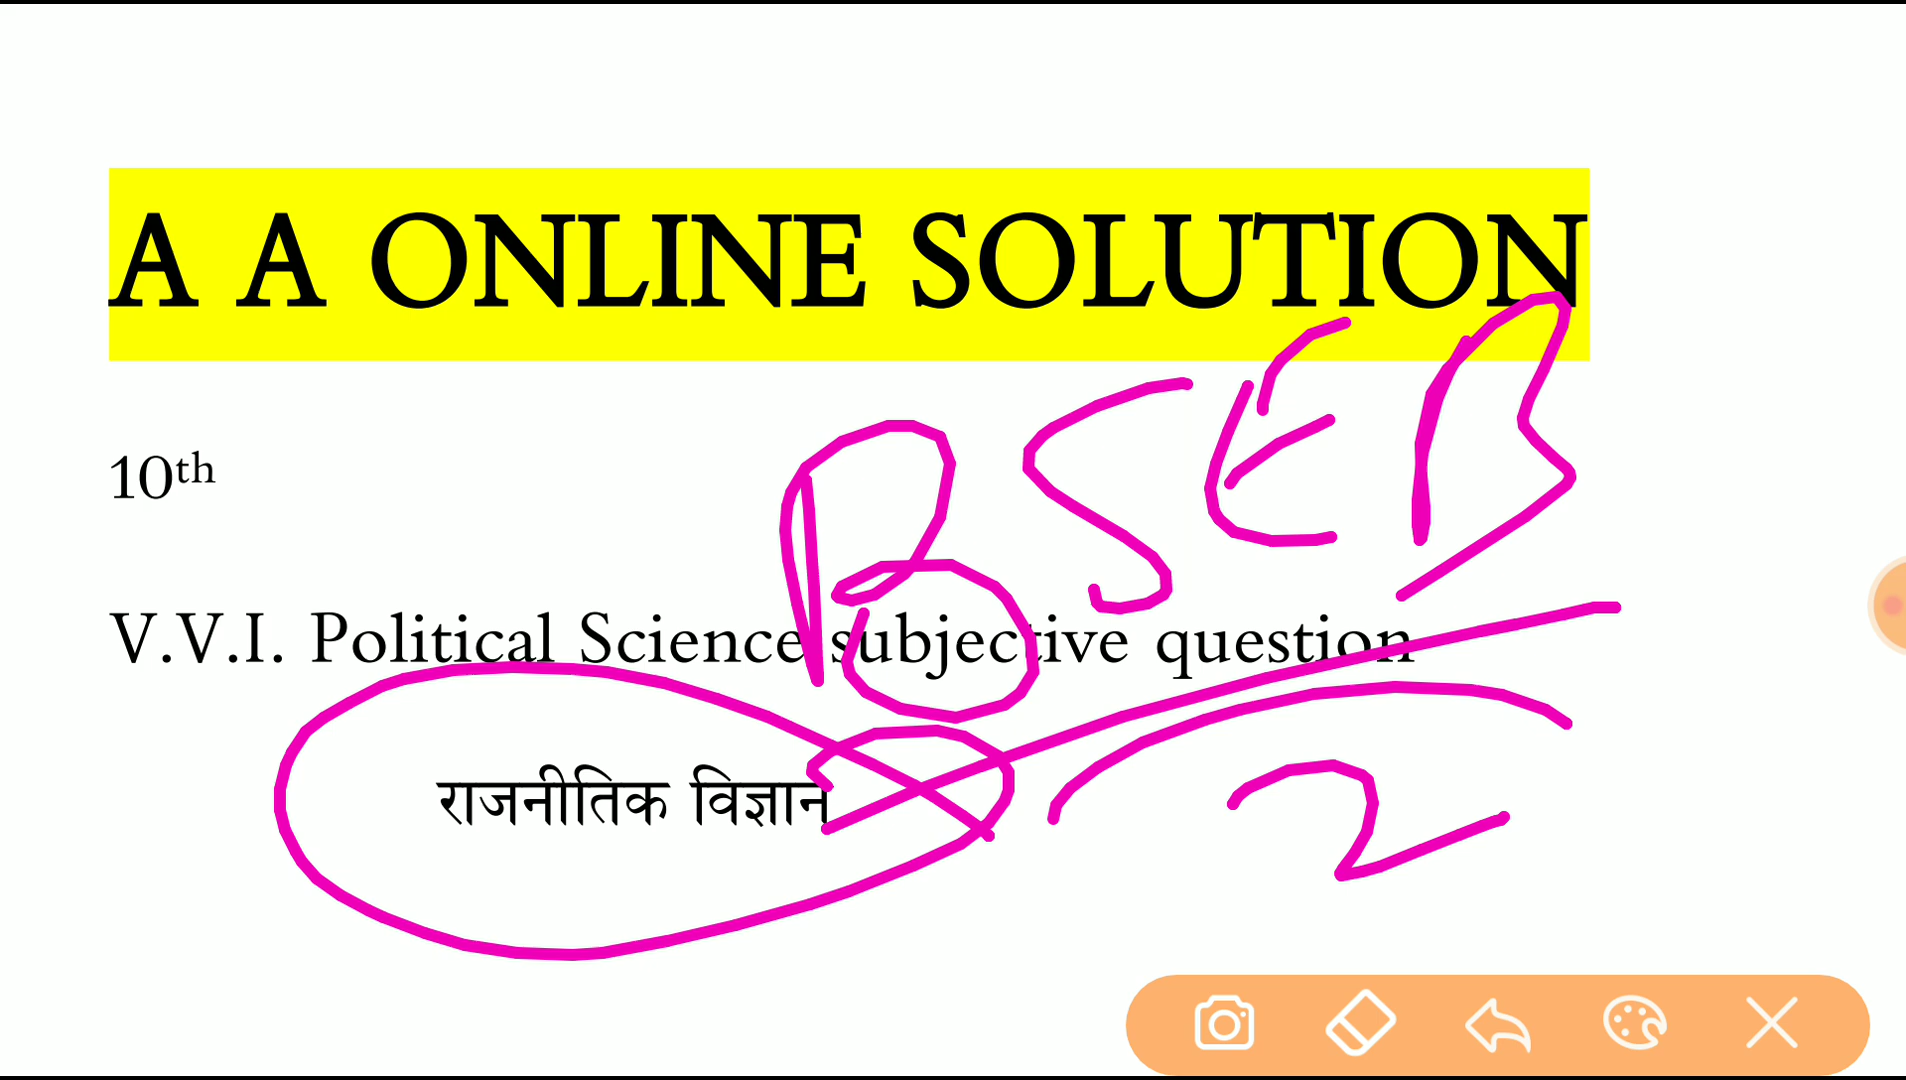 A A ONLINE SOLUTION
10th
BSEB
V.V.I. Political Science subjective question
राजनीतिक विज्ञान
2